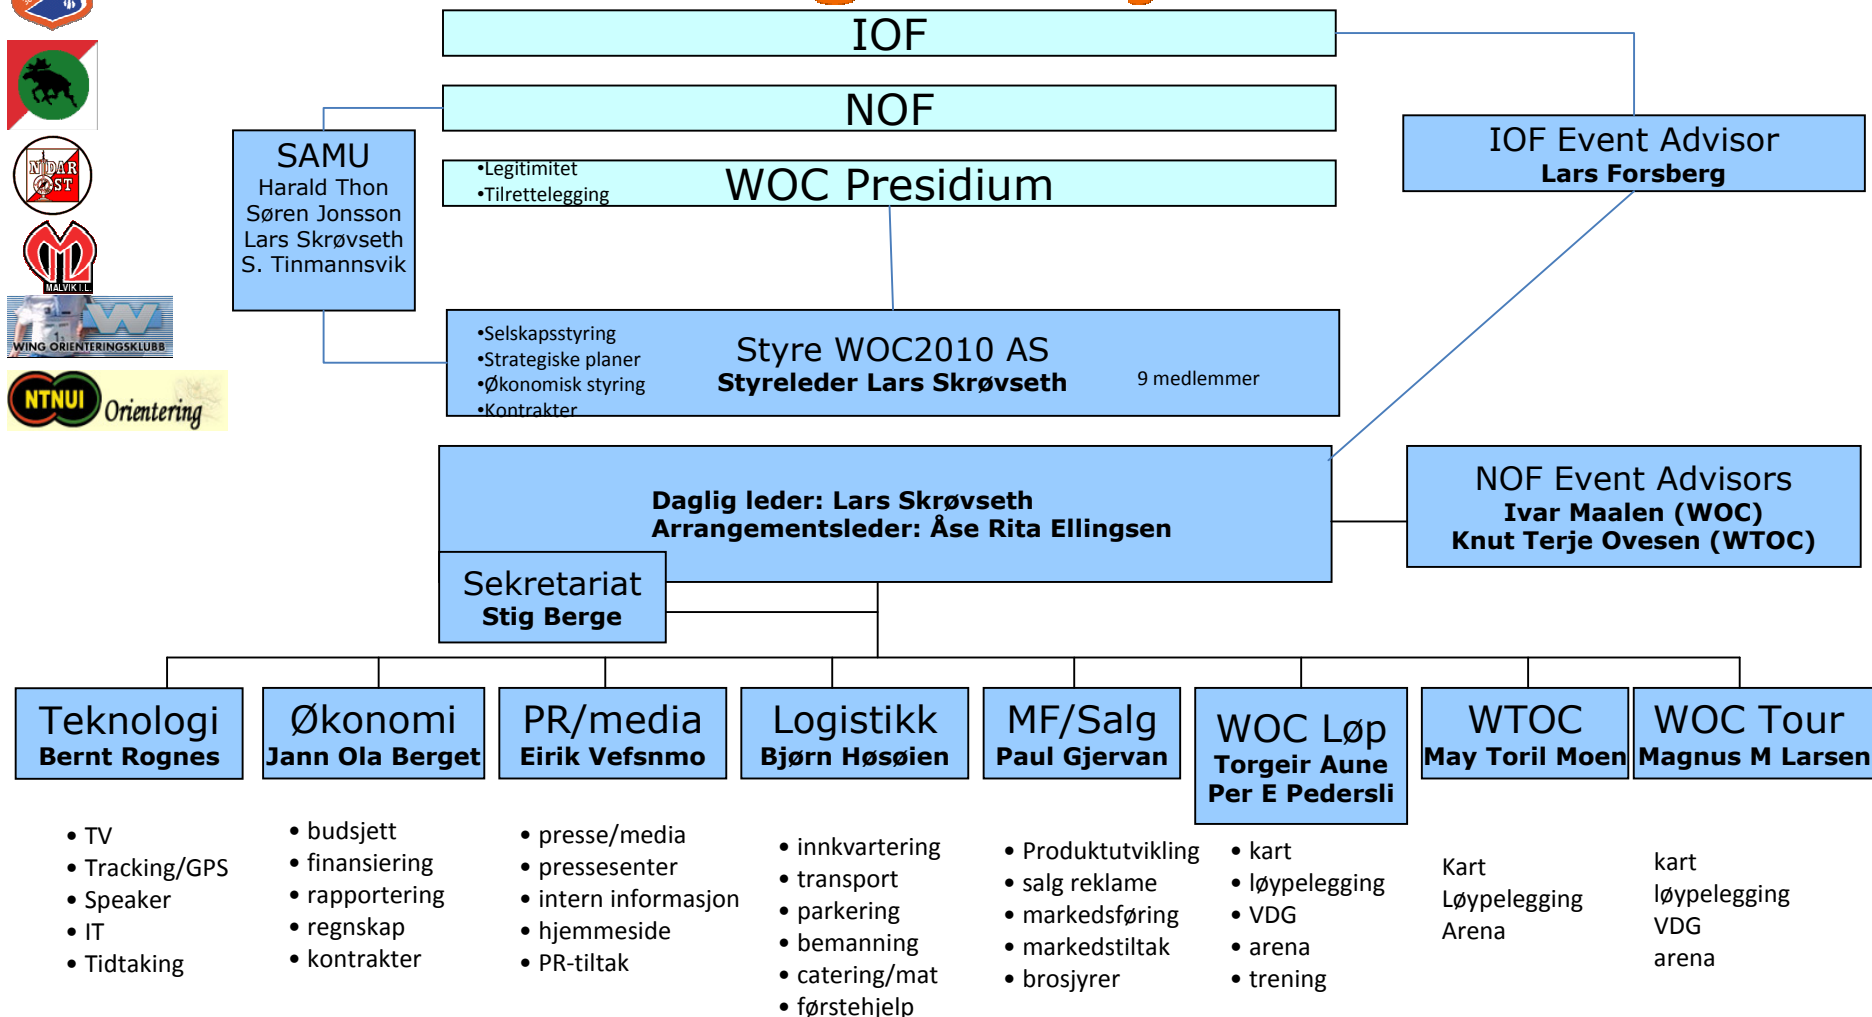 IOF
NOF
SAMU
Harald Thon
Søren Jonsson
Lars Skrøvseth
S. Tinmannsvik
•Legitimitet
•Tilrettelegging
WOC Presidium
IOF Event Advisor
Lars Forsberg
NIDAR
ØST
MALVIK I.L.
W
WING ORIENTERINGSKLUBB
NTNUI Orientering
•Selskapsstyring
•Strategiske planer
•Økonomisk styring
•Kontrakter
Styre WOC2010 AS
Styreleder Lars Skrøvseth
9 medlemmer
Daglig leder: Lars Skrøvseth
Arrangementsleder: Åse Rita Ellingsen
NOF Event Advisors
Ivar Maalen (WOC)
Knut Terje Ovesen (WTOC)
Sekretariat
Stig Berge
Teknologi
Bernt Rognes
• TV
• Tracking/GPS
• Speaker
• IT
• Tidtaking
Økonomi
Jann Ola Berget
• budsjett
• finansiering
• rapportering
• regnskap
• kontrakter
PR/media
Eirik Vefsnmo
• presse/media
• pressesenter
• intern informasjon
• hjemmeside
• PR-tiltak
Logistikk
Bjørn Høsøien
• innkvartering
• transport
• parkering
• bemanning
• catering/mat
• førstehjelp
MF/Salg
Paul Gjervan
• Produktutvikling
• salg reklame
• markedsføring
• markedstiltak
• brosjyrer
WOC Løp
Torgeir Aune
Per E Pedersli
• kart
• løypelegging
• VDG
• arena
• trening
WTOC
May Toril Moen
Kart
Løypelegging
Arena
WOC Tour
Magnus M Larsen
kart
løypelegging
VDG
arena